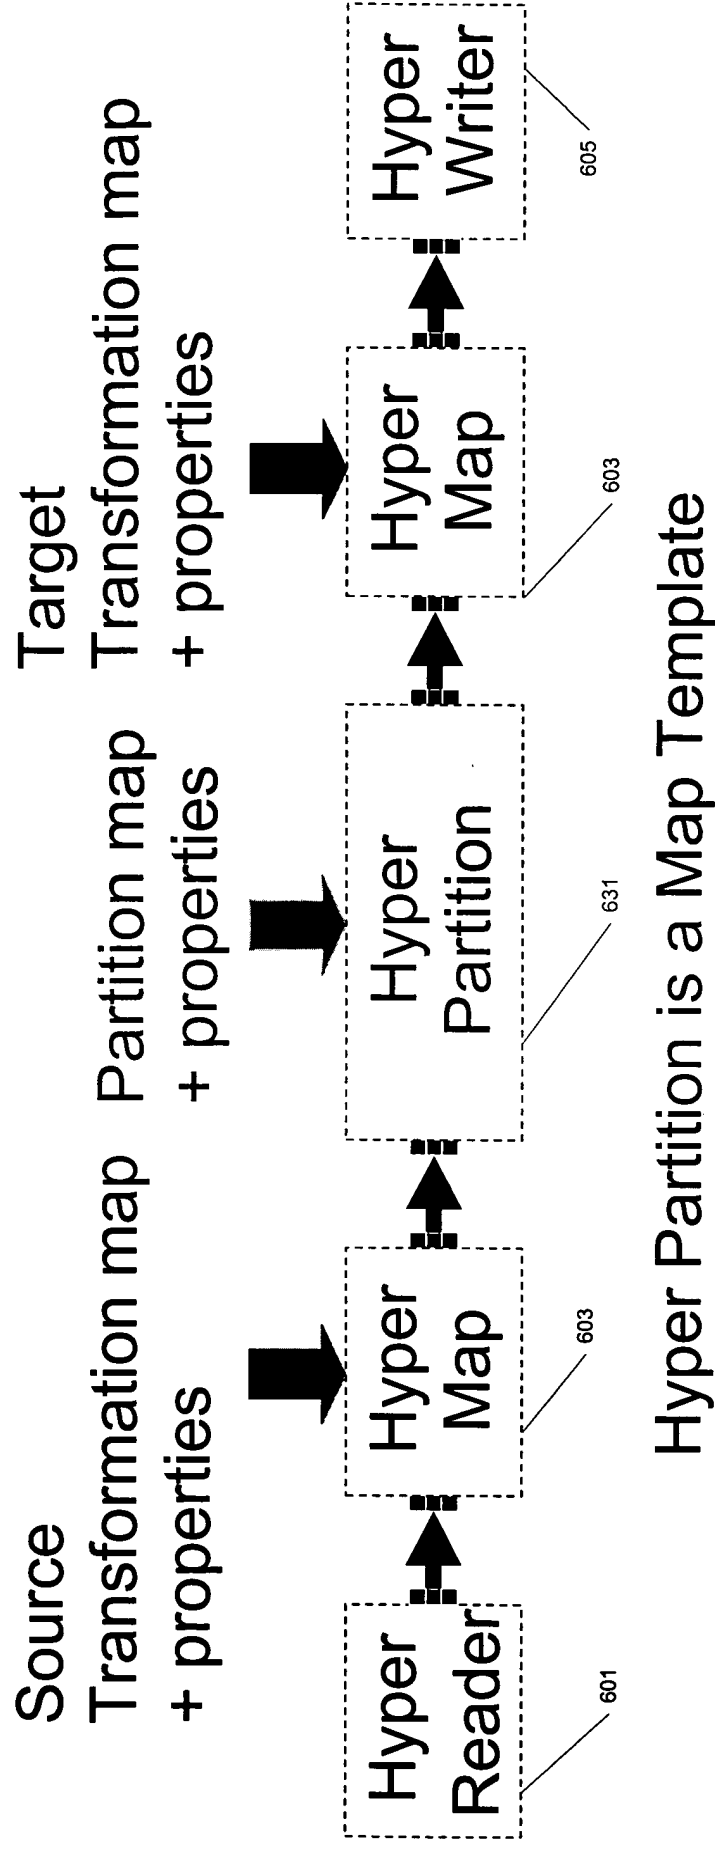 Source
Transformation map
+ properties
Partition map
+ properties
Target
Transformation map
+ properties
Hyper
Reader
Hyper
Map
Hyper
Partition
Hyper
Map
Hyper
Writer
601
603
631
603
605
Hyper Partition is a Map Template